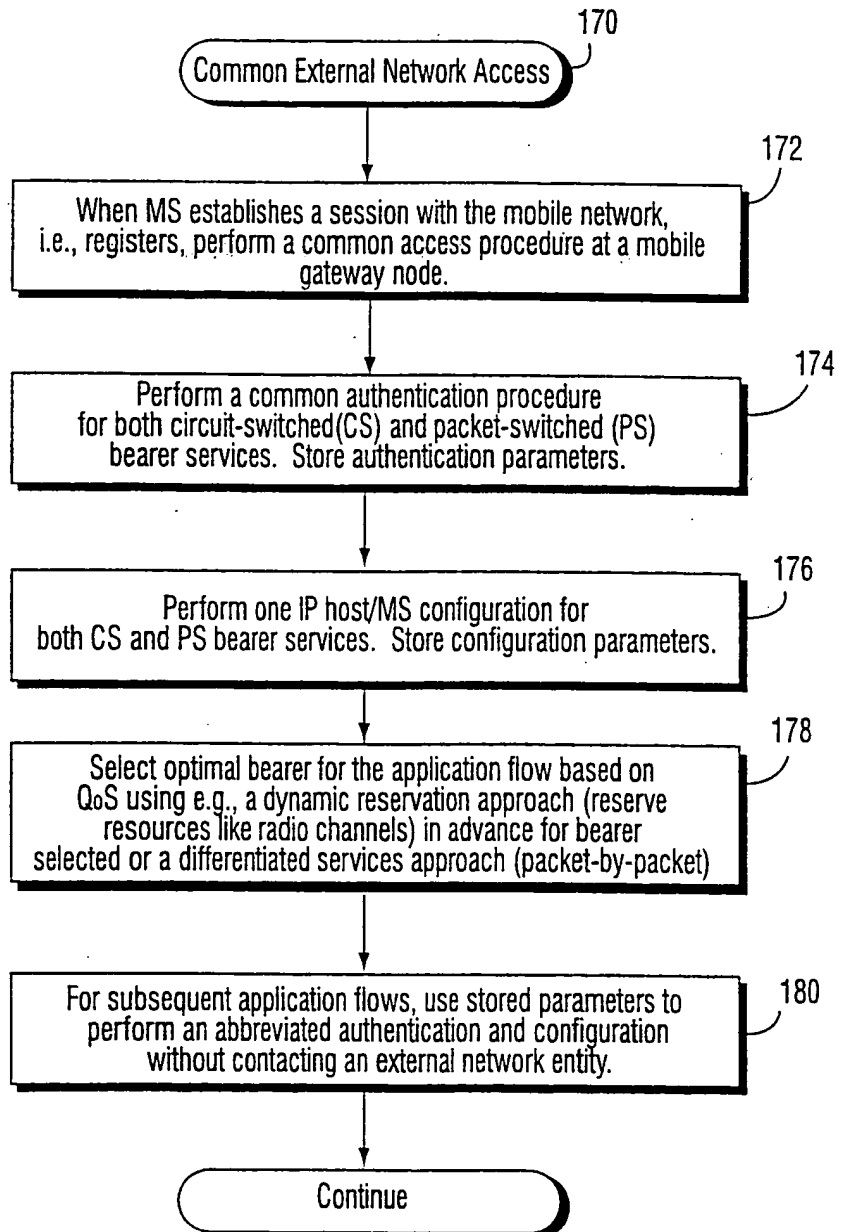 170
Common External Network Access
172
When MS establishes a session with the mobile network,
i.e., registers, perform a common access procedure at a mobile
gateway node.
174
Perform a common authentication procedure
for both circuit-switched(CS) and packet-switched (PS)
bearer services. Store authentication parameters.
176
Perform one IP host/MS configuration for
both CS and PS bearer services. Store configuration parameters.
178
Select optimal bearer for the application flow based on
QoS using e.g., a dynamic reservation approach (reserve
resources like radio channels) in advance for bearer
selected or a differentiated services approach (packet-by-packet)
180
For subsequent application flows, use stored parameters to
perform an abbreviated authentication and configuration
without contacting an external network entity.
Continue